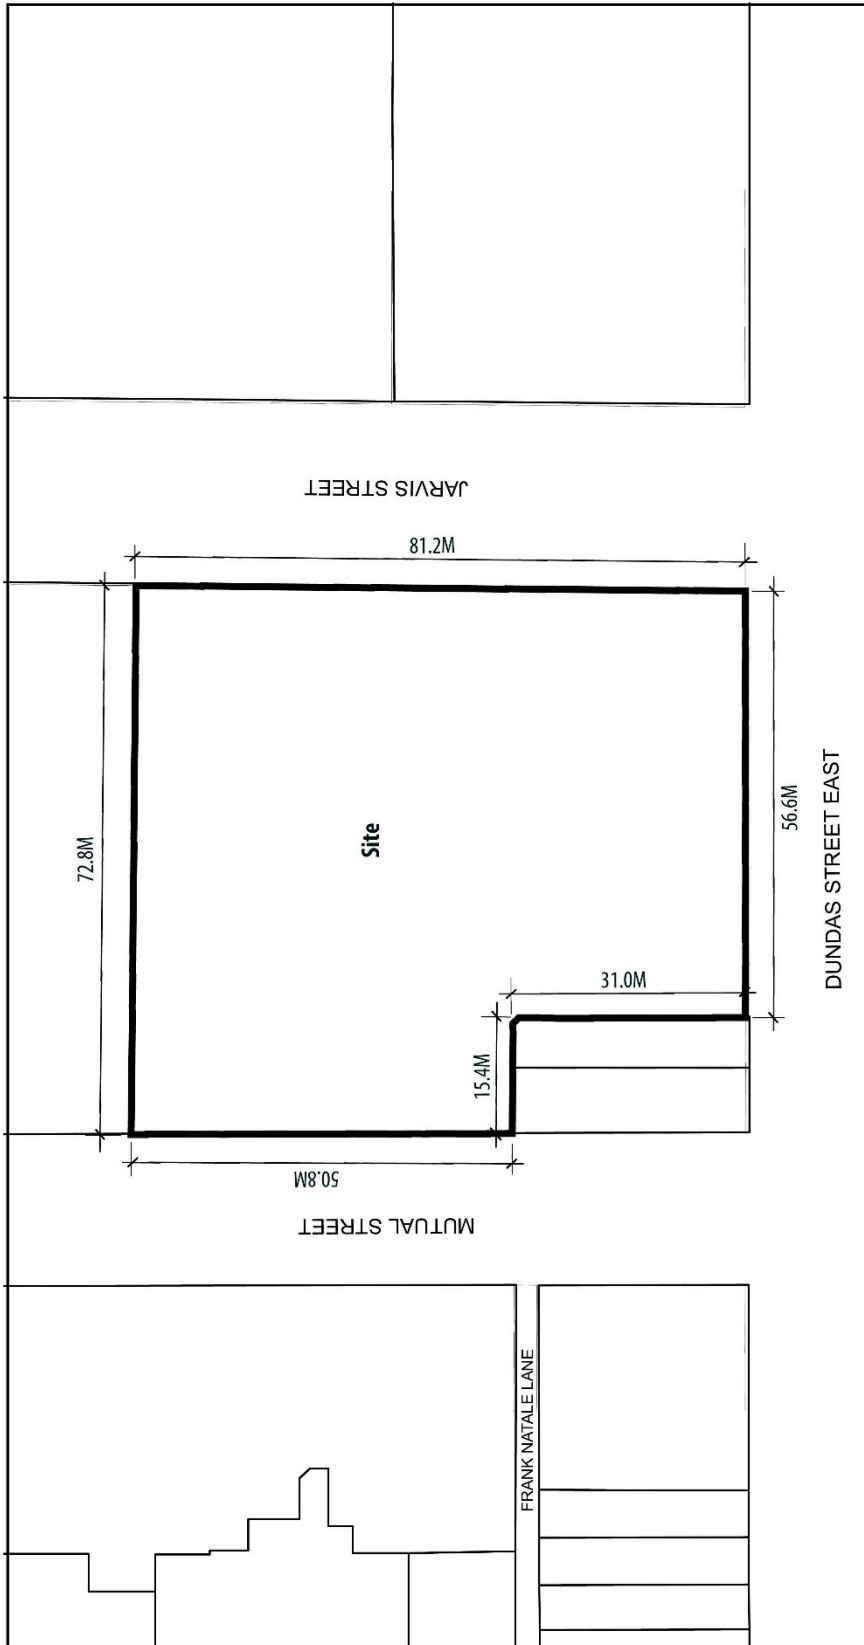 JARVIS STREET
81.2M
72.8M
Site
56.6M
DUNDAS STREET EAST
31.0M
15.4M
50.8M
MUTUAL STREET
FRANK NATALE LANE